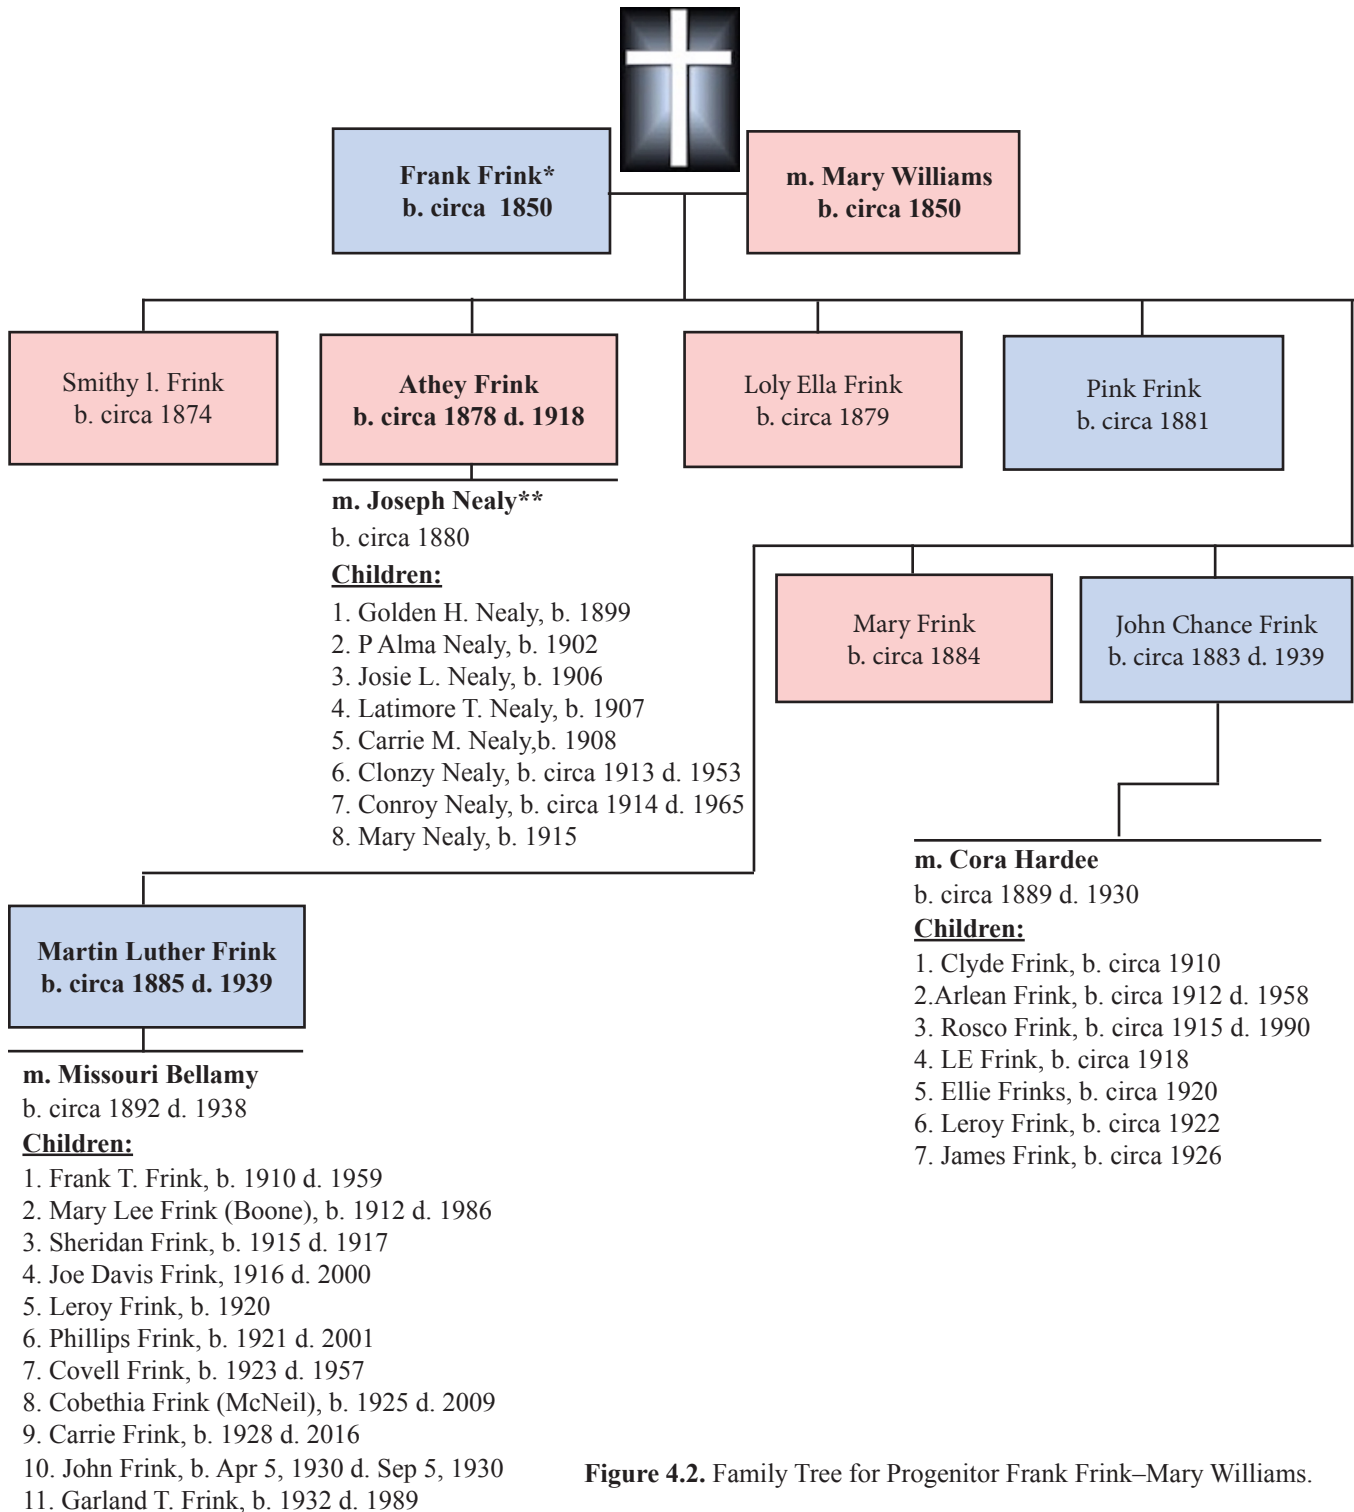 Frank Frink*
b. circa 1850
m. Mary Williams
b. circa 1850
Smithy l. Frink
b. circa 1874
Athey Frink
b. circa 1878 d. 1918
Loly Ella Frink
b. circa 1879
Pink Frink
b. circa 1881
m. Joseph Nealy**
b. circa 1880
Children:
1. Golden H. Nealy, b. 1899
2. P Alma Nealy, b. 1902
3. Josie L. Nealy, b. 1906
4. Latimore T. Nealy, b. 1907
5. Carrie M. Nealy,b. 1908
6. Clonzy Nealy, b. circa 1913 d. 1953
7. Conroy Nealy, b. circa 1914 d. 1965
8. Mary Nealy, b. 1915
Mary Frink
b. circa 1884
John Chance Frink
b. circa 1883 d. 1939
m. Cora Hardee
b. circa 1889 d. 1930
Children:
1. Clyde Frink, b. circa 1910
2.Arlean Frink, b. circa 1912 d. 1958
3. Rosco Frink, b. circa 1915 d. 1990
4. LE Frink, b. circa 1918
5. Ellie Frinks, b. circa 1920
6. Leroy Frink, b. circa 1922
7. James Frink, b. circa 1926
Martin Luther Frink
b. circa 1885 d. 1939
m. Missouri Bellamy
b. circa 1892 d. 1938
Children:
1. Frank T. Frink, b. 1910 d. 1959
2. Mary Lee Frink (Boone), b. 1912 d. 1986
3. Sheridan Frink, b. 1915 d. 1917
4. Joe Davis Frink, 1916 d. 2000
5. Leroy Frink, b. 1920
6. Phillips Frink, b. 1921 d. 2001
7. Covell Frink, b. 1923 d. 1957
8. Cobethia Frink (McNeil), b. 1925 d. 2009
9. Carrie Frink, b. 1928 d. 2016
10. John Frink, b. Apr 5, 1930 d. Sep 5, 1930
11. Garland T. Frink, b. 1932 d. 1989
Figure 4.2. Family Tree for Progenitor Frank Frink–Mary Williams.